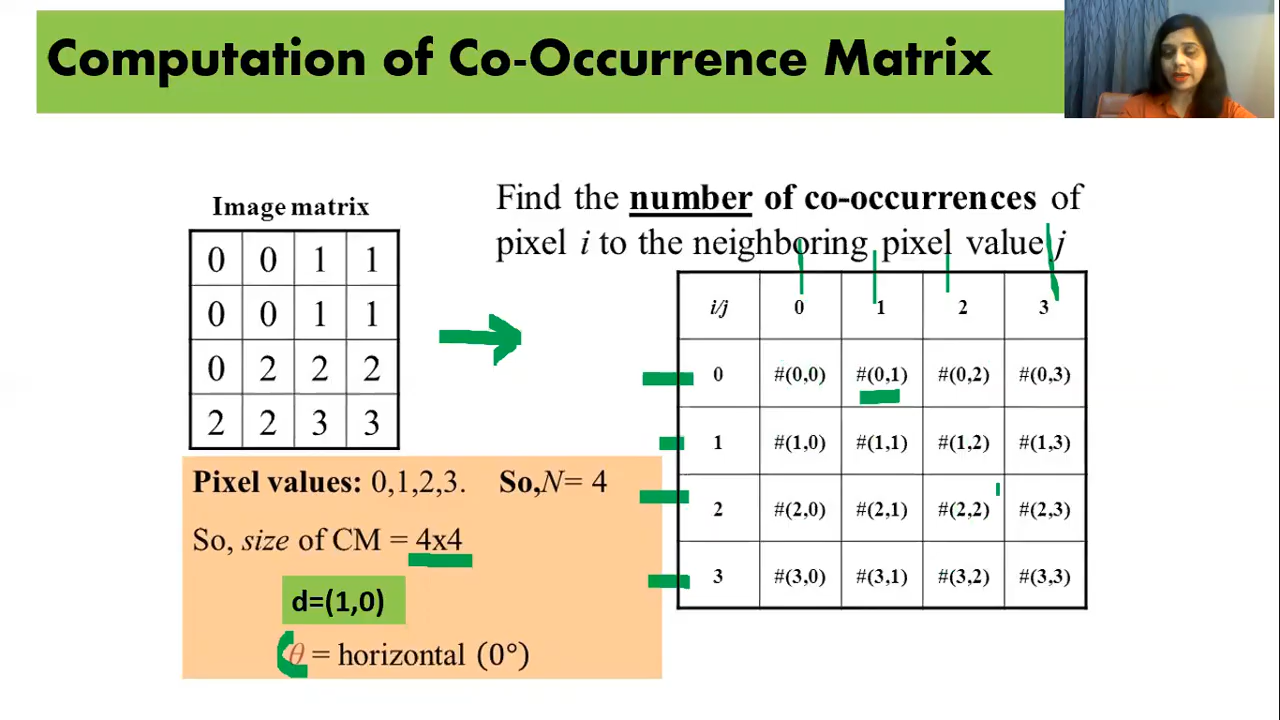 Computation of Co-Occurrence Matrix
Image matrix
0 0 1 1
0 0 1 1
0 2 2 2
2 2 3 3
Find the number of co-occurrences of
pixel i to the neighboring pixel value j
i/j 0 1 2 3
0 #(0,0) #(0,1) #(0,2) #(0,3)
1 #(1,0) #(1,1) #(1,2) #(1,3)
2 #(2,0) #(2,1) #(2,2) #(2,3)
3 #(3,0) #(3,1) #(3,2) #(3,3)
Pixel values: 0,1,2,3. So,N= 4
So, size of CM = 4x4
d=(1,0)
θ = horizontal (0°)